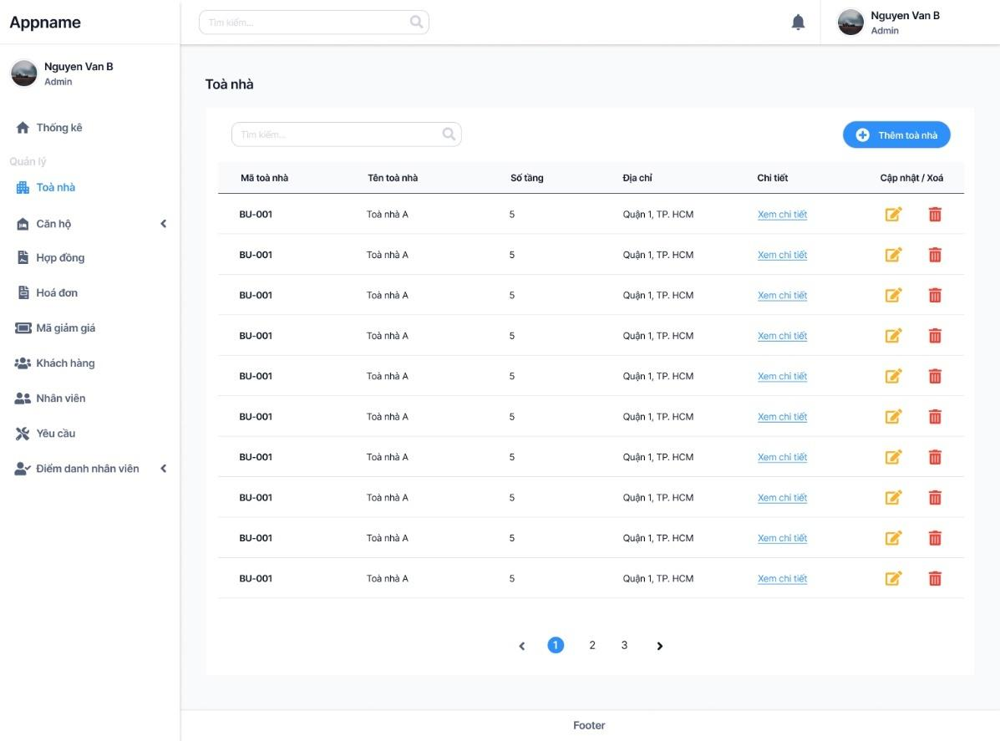 Appname
Nguyen Van B
Admin
Thống kê
Quản lý
Toà nhà
Căn hộ
Hợp đồng
Hoá đơn
Mã giảm giá
Khách hàng
Nhân viên
Yêu cầu
Điểm danh nhân viên
Tìm kiếm...
Nguyen Van B
Admin
Toà nhà
Tìm kiếm...
Thêm toà nhà
Mã toà nhà Tên toà nhà Số tầng Địa chỉ Chi tiết Cập nhật / Xoá
BU-001 Toà nhà A 5 Quận 1, TP. HCM Xem chi tiết
BU-001 Toà nhà A 5 Quận 1, TP. HCM Xem chi tiết
BU-001 Toà nhà A 5 Quận 1, TP. HCM Xem chi tiết
BU-001 Toà nhà A 5 Quận 1, TP. HCM Xem chi tiết
BU-001 Toà nhà A 5 Quận 1, TP. HCM Xem chi tiết
BU-001 Toà nhà A 5 Quận 1, TP. HCM Xem chi tiết
BU-001 Toà nhà A 5 Quận 1, TP. HCM Xem chi tiết
BU-001 Toà nhà A 5 Quận 1, TP. HCM Xem chi tiết
BU-001 Toà nhà A 5 Quận 1, TP. HCM Xem chi tiết
BU-001 Toà nhà A 5 Quận 1, TP. HCM Xem chi tiết
1 2 3
Footer